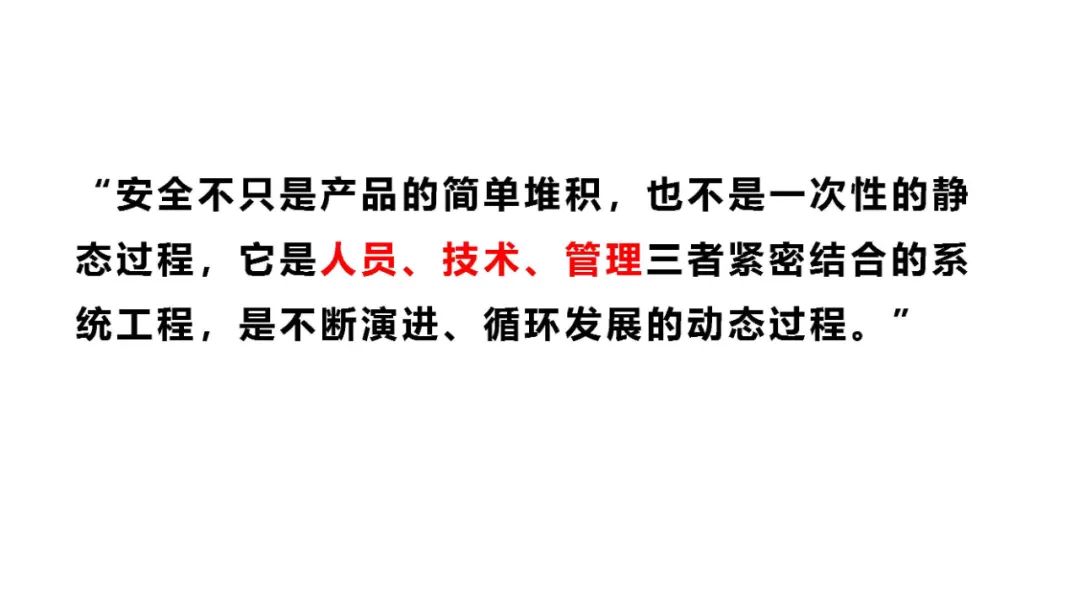 “安全不只是产品的简单堆积，也不是一次性的静
态过程，它是人员、技术、管理三者紧密结合的系
统工程，是不断演进、循环发展的动态过程。”